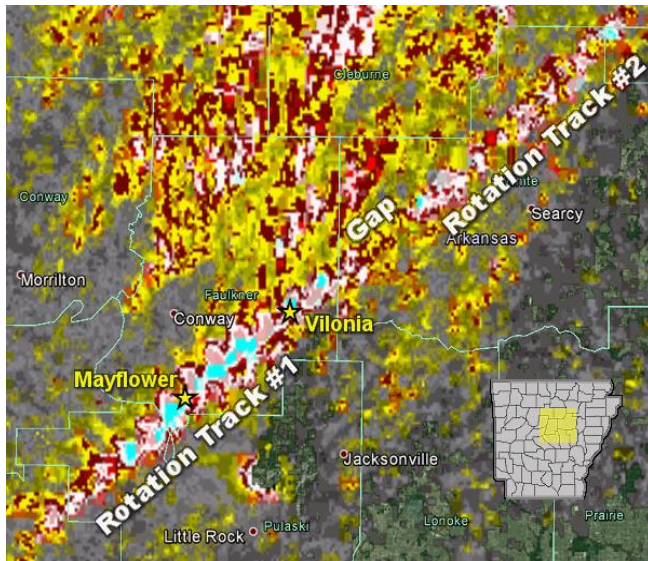 Cleburne
Rotation Track #2
Conway
White
Searcy
Gap
Arkansas
Morrilton
Faulkner
Conway
Vilonia
Mayflower
Rotation Track #1
Jacksonville
Little Rock
Pulaski
Lonoke
Prairie